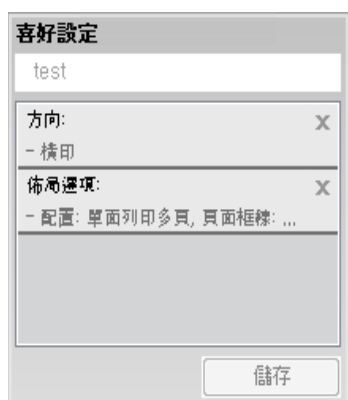 喜好設定
test
方向:
- 橫印
佈局選項:
- 配置: 單面列印多頁, 頁面框線: ...
儲存